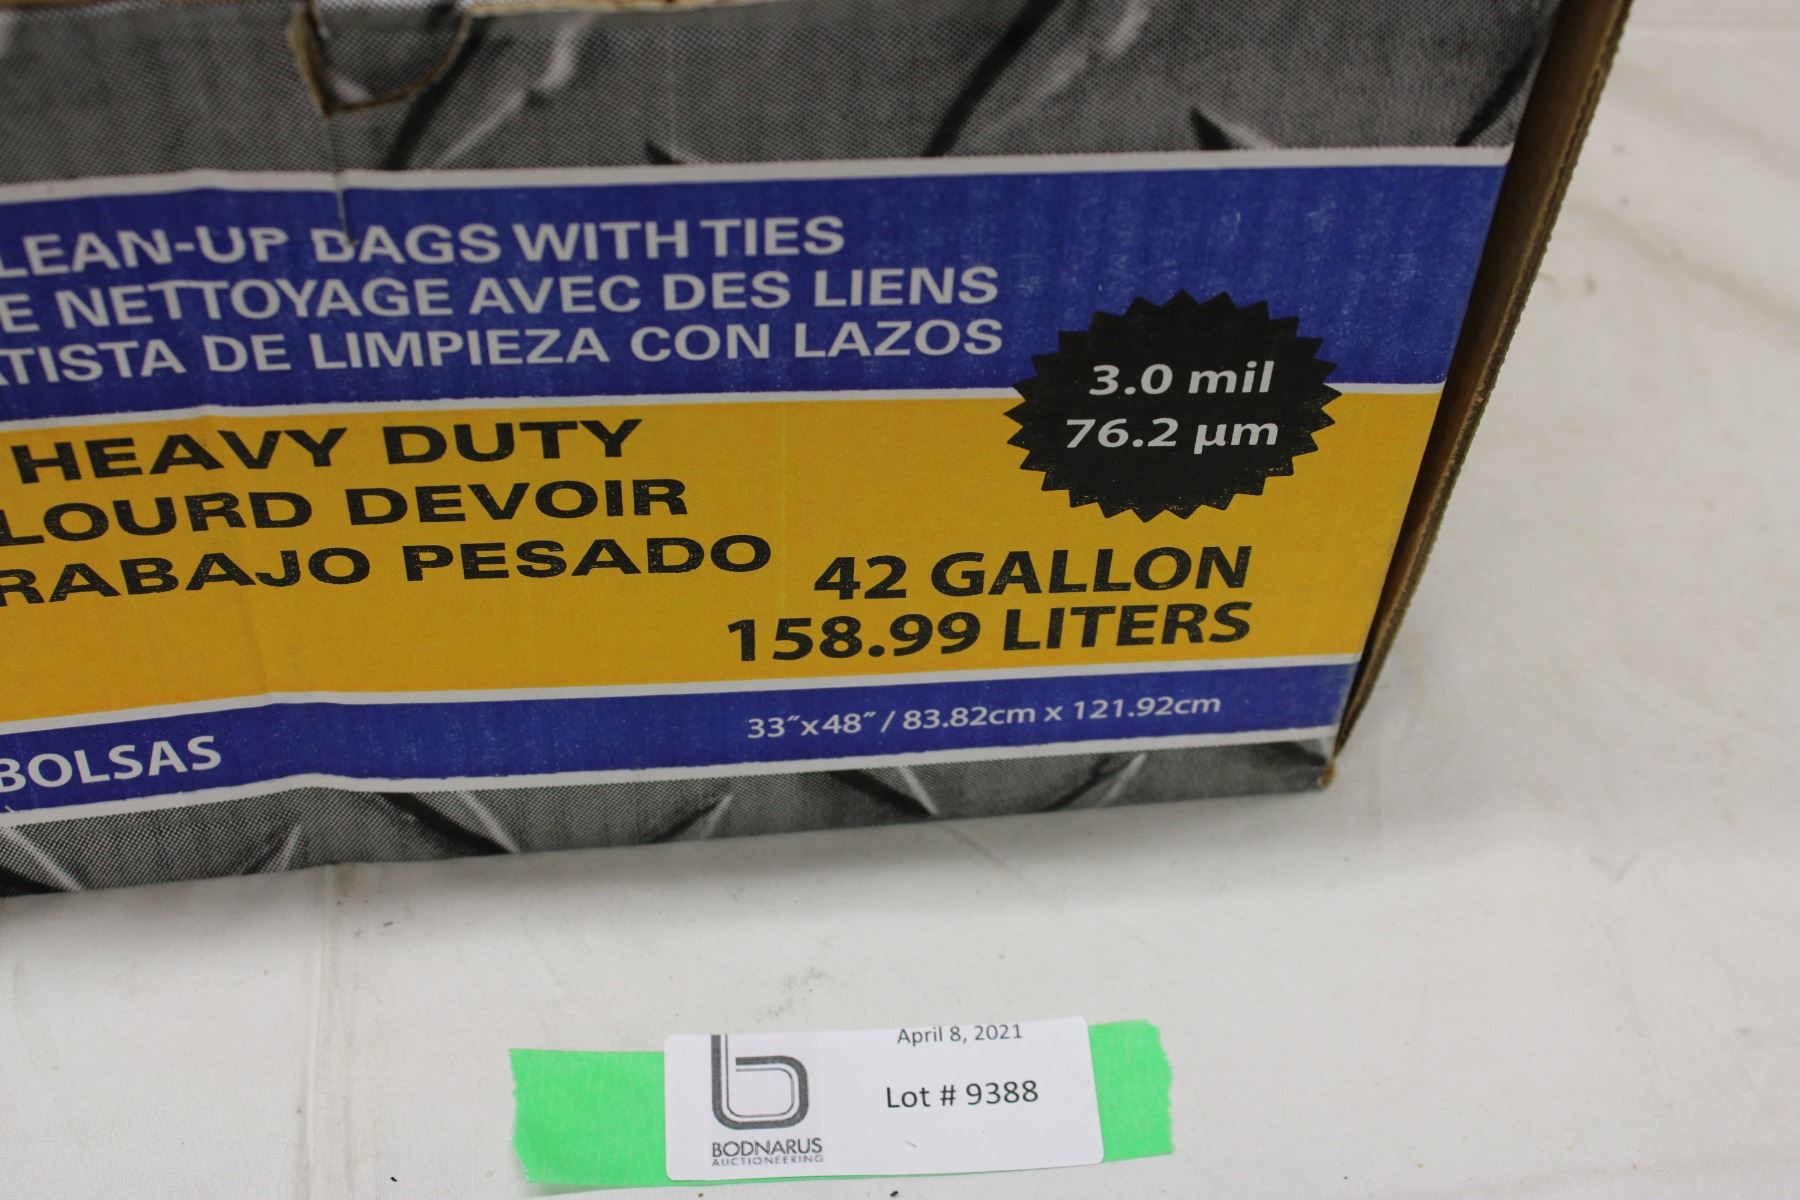 LEAN-UP BAGS WITH TIES
E NETTOYAGE AVEC DES LIENS
TISTA DE LIMPIEZA CON LAZOS
3.0 mil
76.2 µm
HEAVY DUTY
LOURD DEVOIR
RABAJO PESADO
42 GALLON
158.99 LITERS
33″x48″ / 83.82cm x 121.92cm
BOLSAS
April 8, 2021
Lot # 9388
BODNARUS
AUCTIONEERING